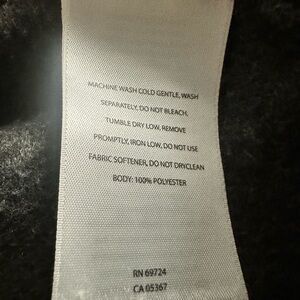 MACHINE WASH COLD GENTLE, WASH
SEPARATELY, DO NOT BLEACH,
TUMBLE DRY LOW, REMOVE
PROMPTLY, IRON LOW, DO NOT USE
FABRIC SOFTENER, DO NOT DRYCLEAN
BODY: 100% POLYESTER
RN 69724
CA 05367